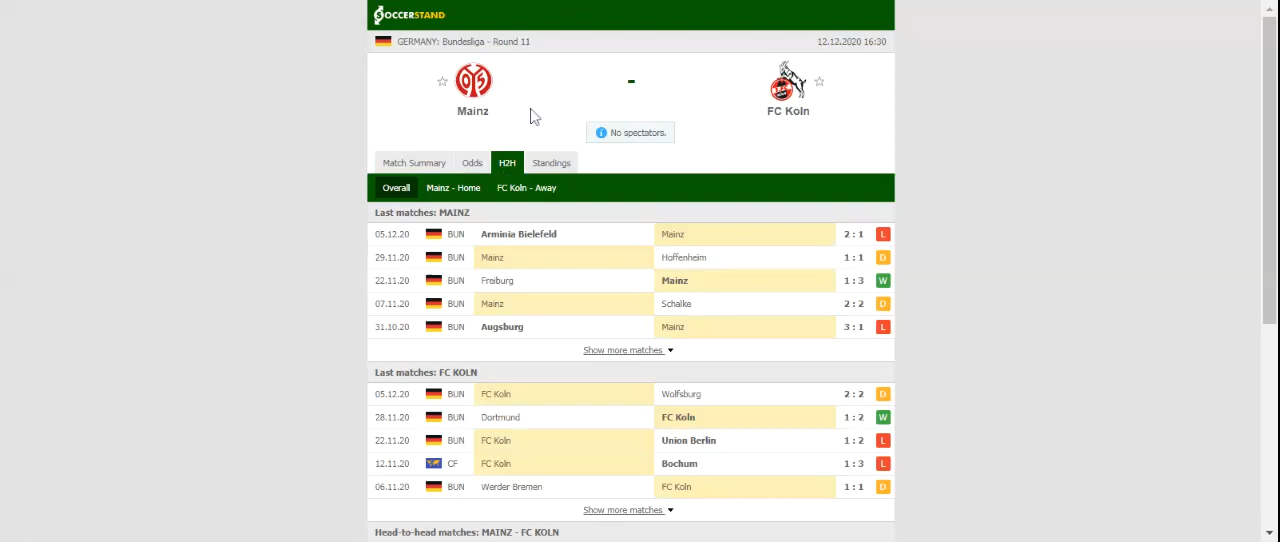 SOCCERSTAND
GERMANY: Bundesliga - Round 11 12.12.2020 16:30
Mainz - FC Koln
No spectators.
Match Summary Odds H2H Standings
Overall Mainz - Home FC Koln - Away
Last matches: MAINZ
05.12.20 BUN Arminia Bielefeld Mainz 2 : 1 L
29.11.20 BUN Mainz Hoffenheim 1 : 1 D
22.11.20 BUN Freiburg Mainz 1 : 3 W
07.11.20 BUN Mainz Schalke 2 : 2 D
31.10.20 BUN Augsburg Mainz 3 : 1 L
Show more matches
Last matches: FC KOLN
05.12.20 BUN FC Koln Wolfsburg 2 : 2 D
28.11.20 BUN Dortmund FC Koln 1 : 2 W
22.11.20 BUN FC Koln Union Berlin 1 : 2 L
12.11.20 CF FC Koln Bochum 1 : 3 L
06.11.20 BUN Werder Bremen FC Koln 1 : 1 D
Show more matches
Head-to-head matches: MAINZ - FC KOLN